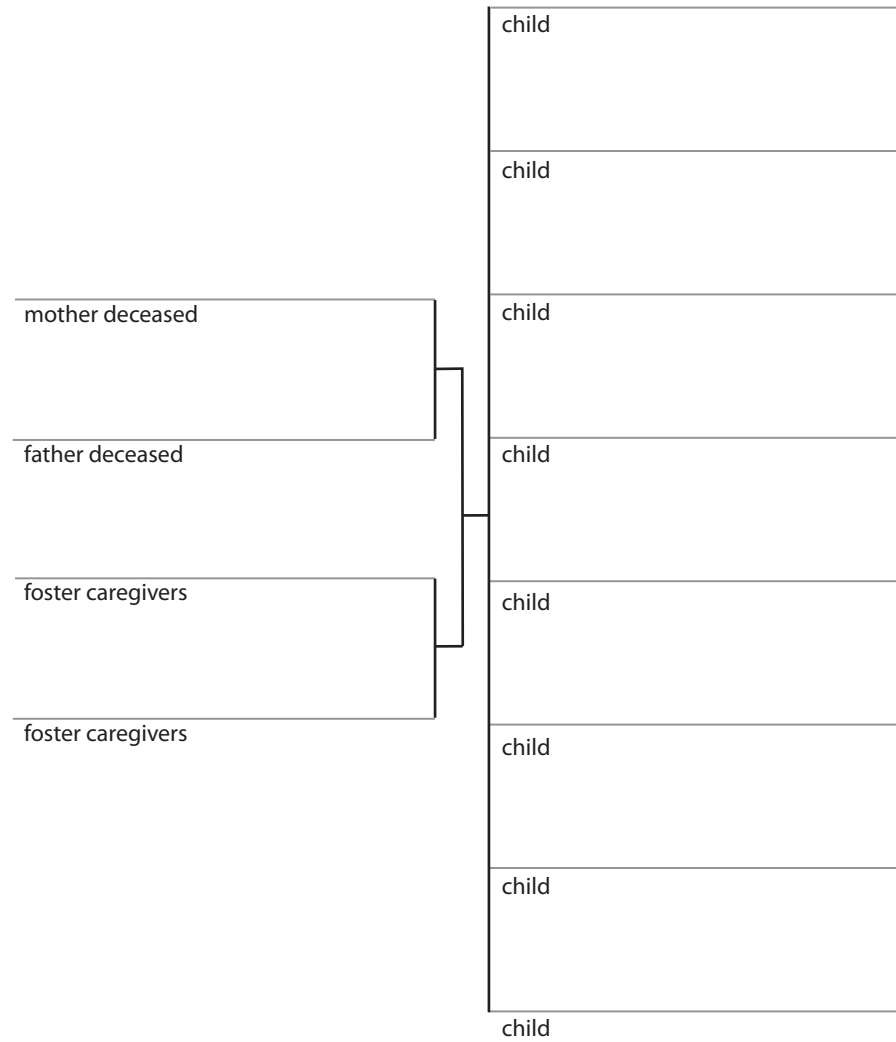 child
child
mother deceased
child
father deceased
child
foster caregivers
child
foster caregivers
child
child
child